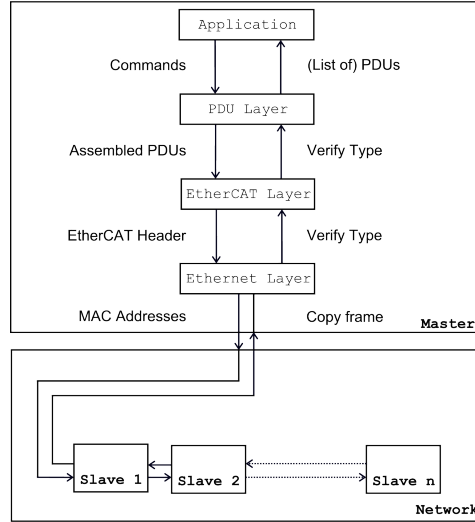 Application
Commands
(List of) PDUs
PDU Layer
Assembled PDUs
Verify Type
EtherCAT Layer
EtherCAT Header
Verify Type
Ethernet Layer
MAC Addresses
Copy frame
Master
Slave 1
Slave 2
Slave n
Network